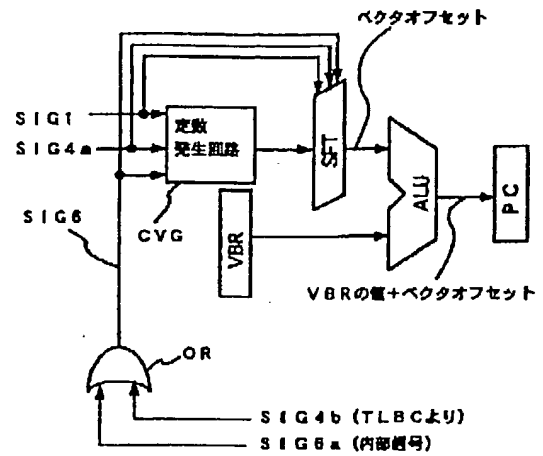 ベクタオフセット
SIG1
定数
発生回路
SIG4a
SFT
ALU
PC
SIG6
CVG
VBR
VBRの値+ベクタオフセット
OR
SIG4b(TLBCより)
SIG6a(内部信号)